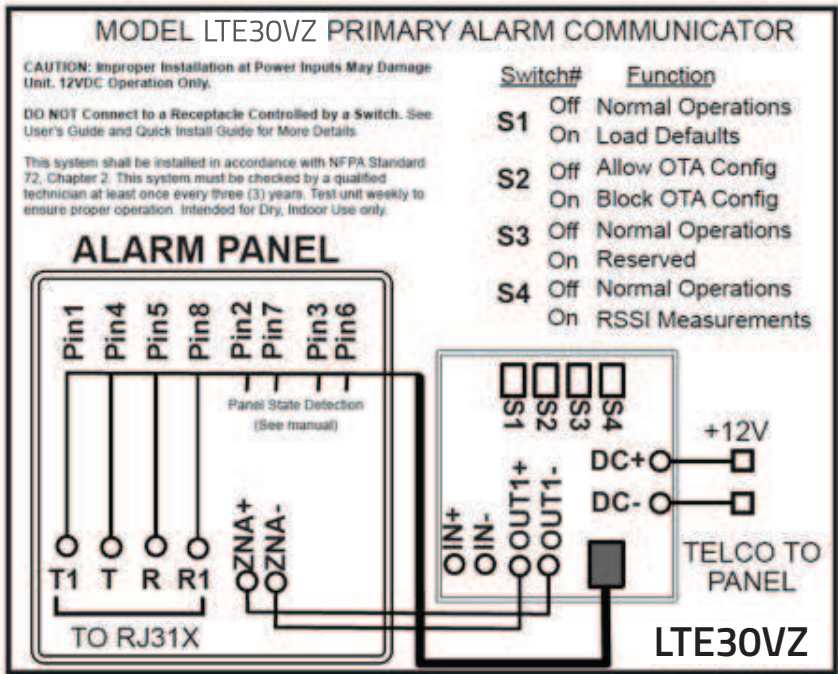 MODEL LTE30VZ PRIMARY ALARM COMMUNICATOR
CAUTION: Improper Installation at Power Inputs May Damage
Unit. 12VDC Operation Only.
DO NOT Connect to a Receptacle Controlled by a Switch. See
User's Guide and Quick Install Guide for More Details
This system shall be installed in accordance with NFPA Standard
72, Chapter 2. This system must be checked by a qualified
technician at least once every three (3) years. Test unit weekly to
ensure proper operation. Intended for Dry, Indoor Use only.
Switch# Function
S1 Off Normal Operations
On Load Defaults
S2 Off Allow OTA Config
On Block OTA Config
S3 Off Normal Operations
On Reserved
S4 Off Normal Operations
On RSSI Measurements
ALARM PANEL
Pin1 Pin4 Pin5 Pin8 Pin2 Pin7 Pin3 Pin6
Panel State Detection
(See manual)
ZNA+ ZNA-
T1 T R R1
TO RJ31X
S1 S2 S3 S4
+12V
DC+
DC-
IN+ IN- OUT1+ OUT1-
TELCO TO
PANEL
LTE30VZ